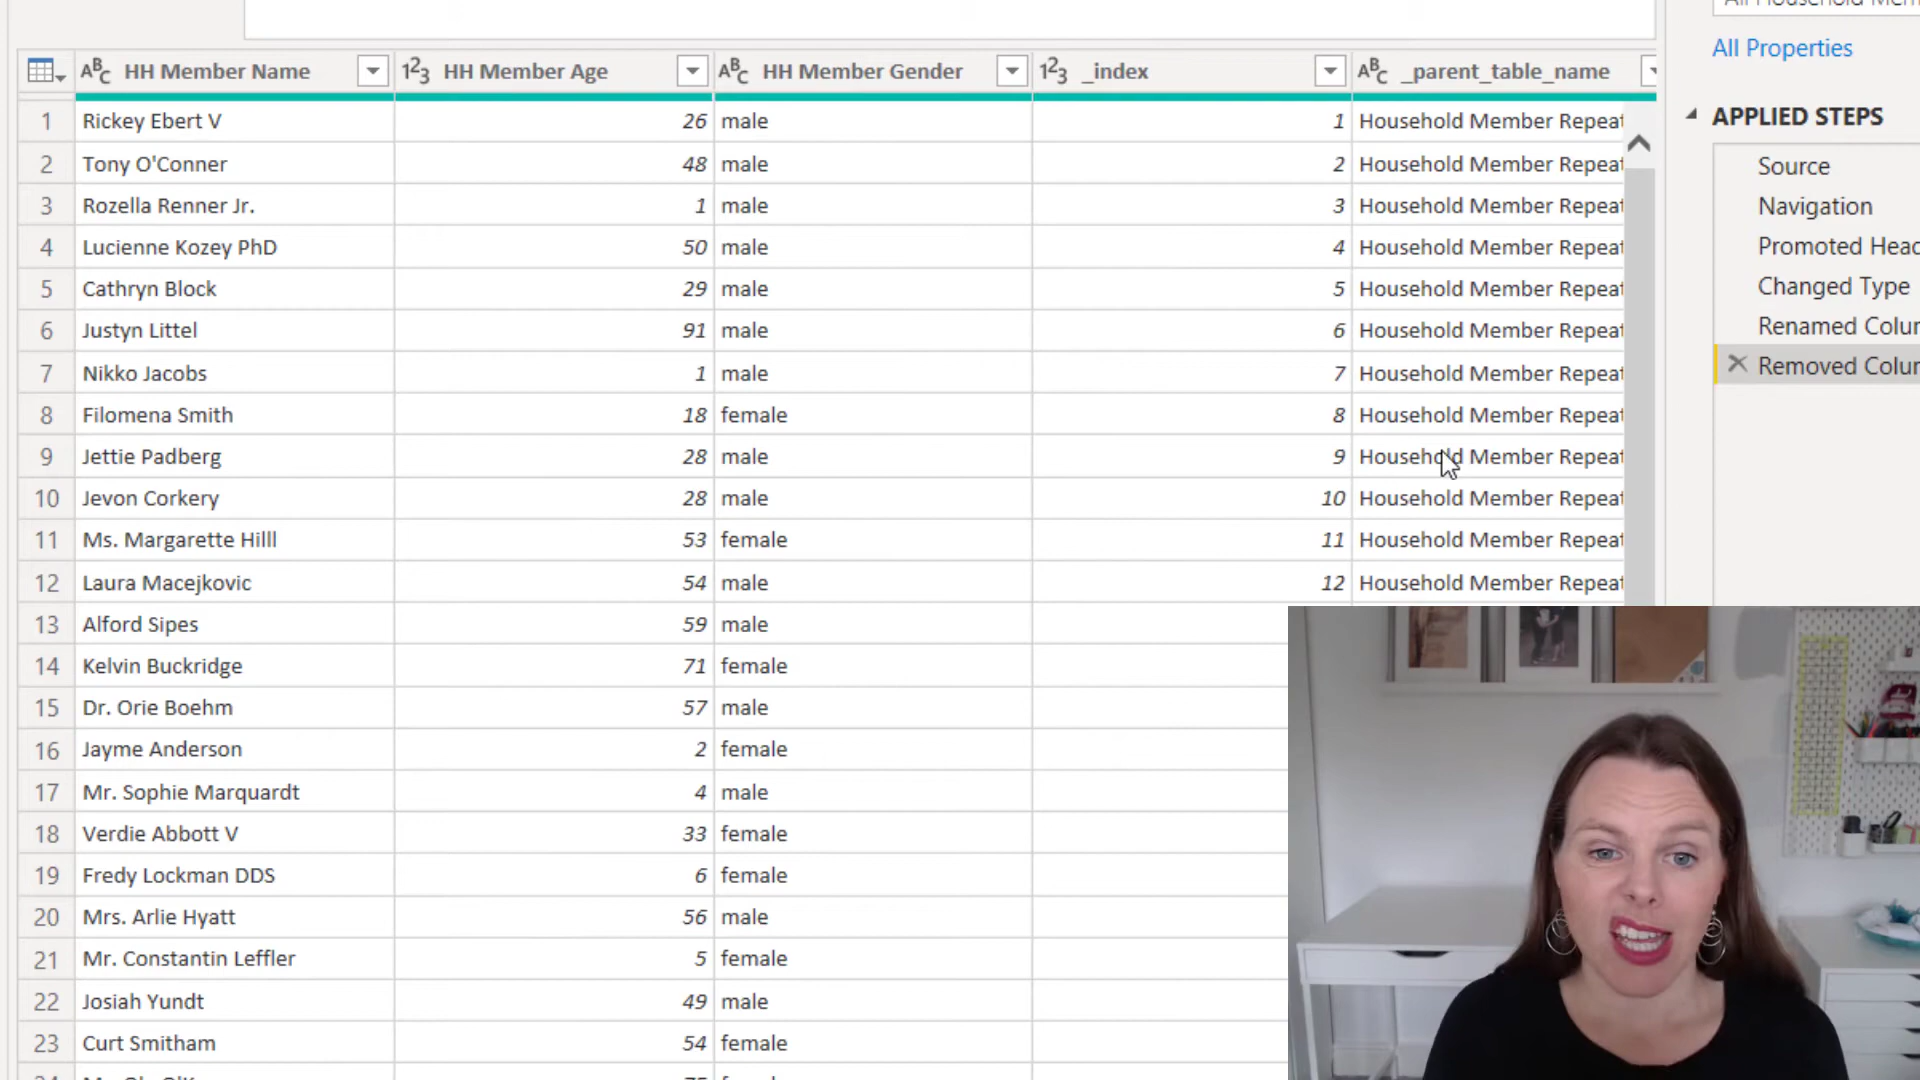 All Properties
HH Member Name HH Member Age HH Member Gender _index _parent_table_name
APPLIED STEPS
1 Rickey Ebert V 26 male 1 Household Member Repeat
2 Tony O'Conner 48 male 2 Household Member Repeat
3 Rozella Renner Jr. 1 male 3 Household Member Repeat
4 Lucienne Kozey PhD 50 male 4 Household Member Repeat
5 Cathryn Block 29 male 5 Household Member Repeat
6 Justyn Littel 91 male 6 Household Member Repeat
7 Nikko Jacobs 1 male 7 Household Member Repeat
8 Filomena Smith 18 female 8 Household Member Repeat
9 Jettie Padberg 28 male 9 Household Member Repeat
10 Jevon Corkery 28 male 10 Household Member Repeat
11 Ms. Margarette Hilll 53 female 11 Household Member Repeat
12 Laura Macejkovic 54 male 12 Household Member Repeat
13 Alford Sipes 59 male
14 Kelvin Buckridge 71 female
15 Dr. Orie Boehm 57 male
16 Jayme Anderson 2 female
17 Mr. Sophie Marquardt 4 male
18 Verdie Abbott V 33 female
19 Fredy Lockman DDS 6 female
20 Mrs. Arlie Hyatt 56 male
21 Mr. Constantin Leffler 5 female
22 Josiah Yundt 49 male
23 Curt Smitham 54 female
Source
Navigation
Promoted Head
Changed Type
Renamed Colu
Removed Colu